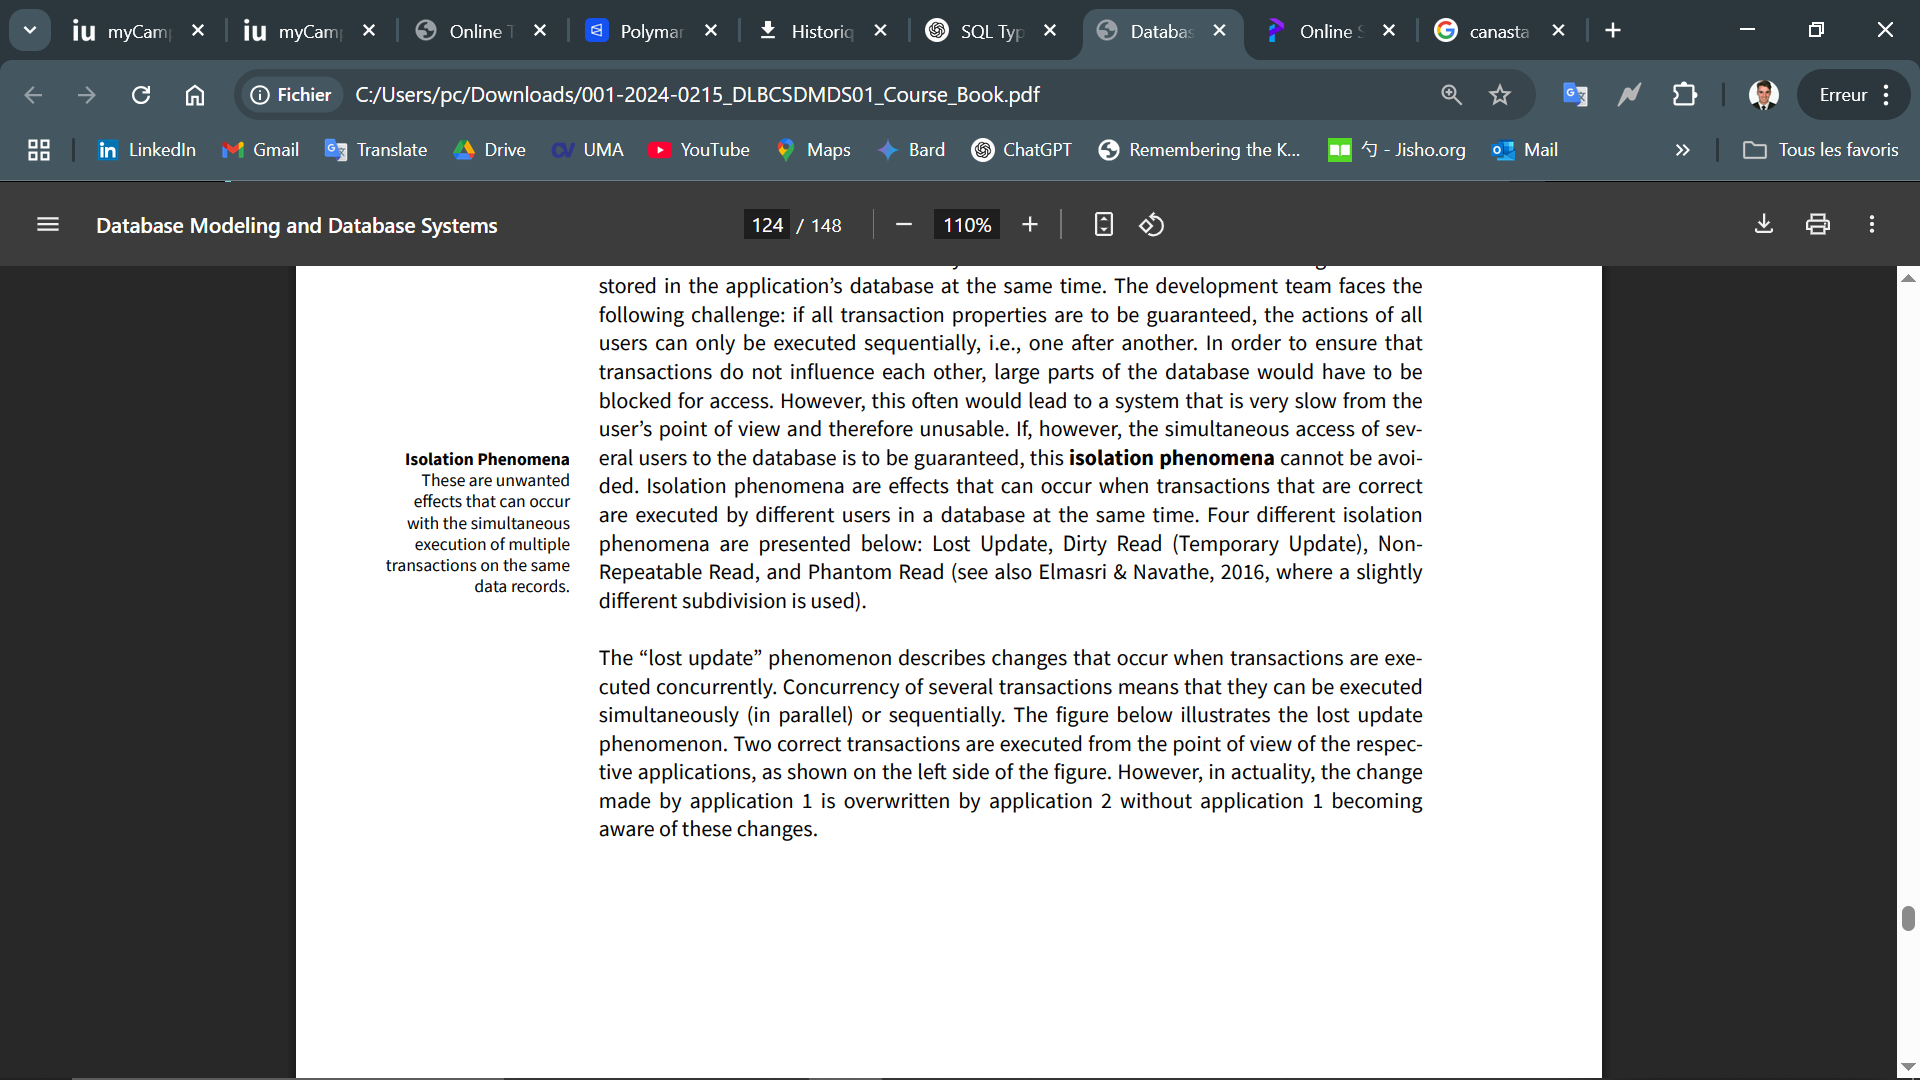 myCam
myCam
Online T
Polymar
Historiq
SQL Typ
Databas
Online S
canasta
Fichier
C:/Users/pc/Downloads/001-2024-0215_DLBCSDMDS01_Course_Book.pdf
Erreur
LinkedIn
Gmail
Translate
Drive
UMA
YouTube
Maps
Bard
ChatGPT
Remembering the K...
勺 - Jisho.org
Mail
Tous les favoris
Database Modeling and Database Systems
124 / 148
110%
stored in the application’s database at the same time. The development team faces the
following challenge: if all transaction properties are to be guaranteed, the actions of all
users can only be executed sequentially, i.e., one after another. In order to ensure that
transactions do not influence each other, large parts of the database would have to be
blocked for access. However, this often would lead to a system that is very slow from the
user’s point of view and therefore unusable. If, however, the simultaneous access of sev-
eral users to the database is to be guaranteed, this isolation phenomena cannot be avoi-
ded. Isolation phenomena are effects that can occur when transactions that are correct
are executed by different users in a database at the same time. Four different isolation
phenomena are presented below: Lost Update, Dirty Read (Temporary Update), Non-
Repeatable Read, and Phantom Read (see also Elmasri & Navathe, 2016, where a slightly
different subdivision is used).
Isolation Phenomena
These are unwanted
effects that can occur
with the simultaneous
execution of multiple
transactions on the same
data records.
The “lost update” phenomenon describes changes that occur when transactions are exe-
cuted concurrently. Concurrency of several transactions means that they can be executed
simultaneously (in parallel) or sequentially. The figure below illustrates the lost update
phenomenon. Two correct transactions are executed from the point of view of the respec-
tive applications, as shown on the left side of the figure. However, in actuality, the change
made by application 1 is overwritten by application 2 without application 1 becoming
aware of these changes.